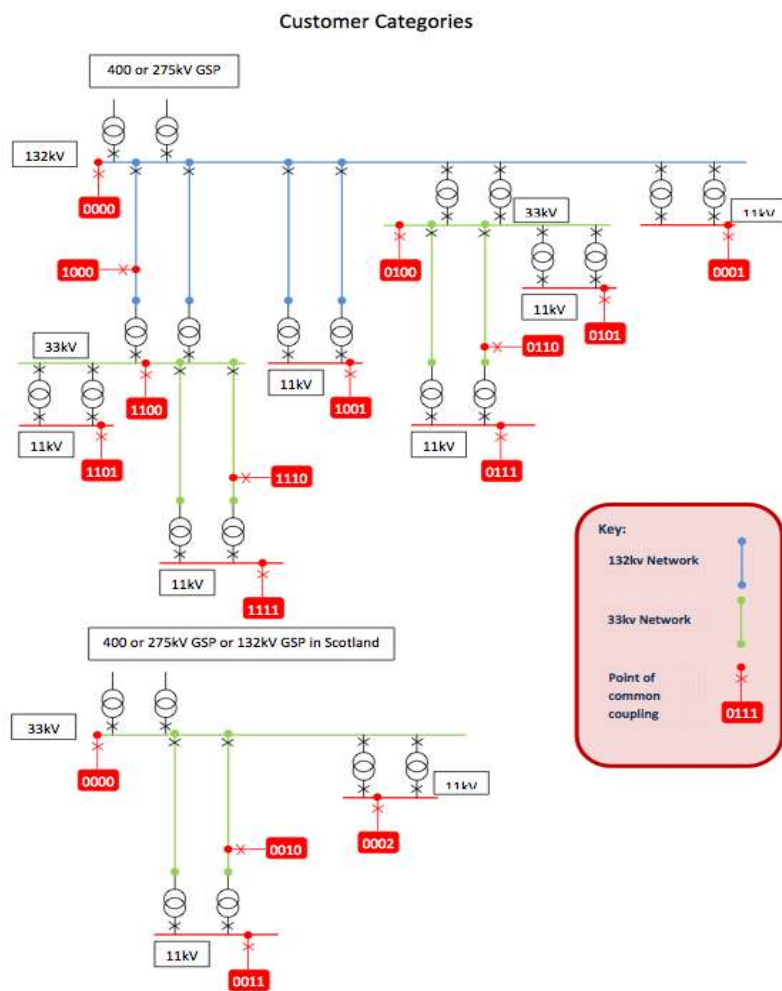 Customer Categories
400 or 275kV GSP
132kV
0000
33kV
11kV
1000
0100
0001
11kV
0101
33kV
0110
11kV
1100
1001
11kV
11kV
0111
1101
1110
11kV
1111
Key:
132kv Network
33kv Network
Point of
common
coupling
0111
400 or 275kV GSP or 132kV GSP in Scotland
33kV
0000
11kV
0010
0002
11kV
0011